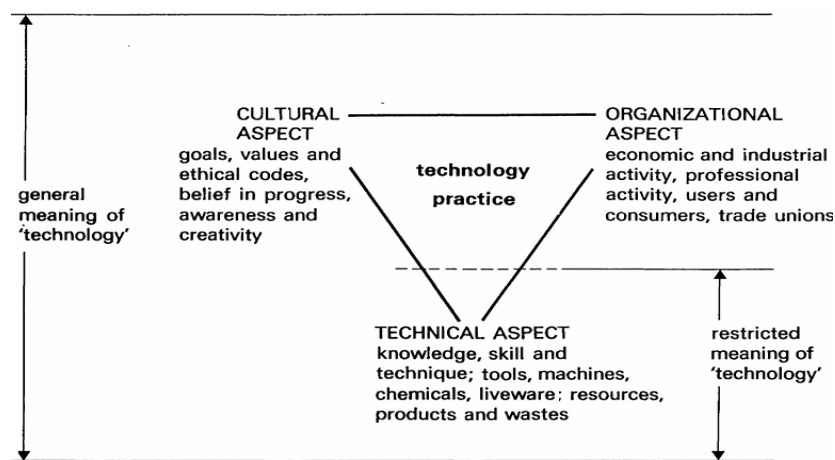 CULTURAL
ASPECT
goals, values and
ethical codes,
belief in progress,
awareness and
creativity
ORGANIZATIONAL
ASPECT
economic and industrial
activity, professional
activity, users and
consumers, trade unions
technology
practice
general
meaning of
'technology'
TECHNICAL ASPECT
knowledge, skill and
technique; tools, machines,
chemicals, liveware; resources,
products and wastes
restricted
meaning of
'technology'